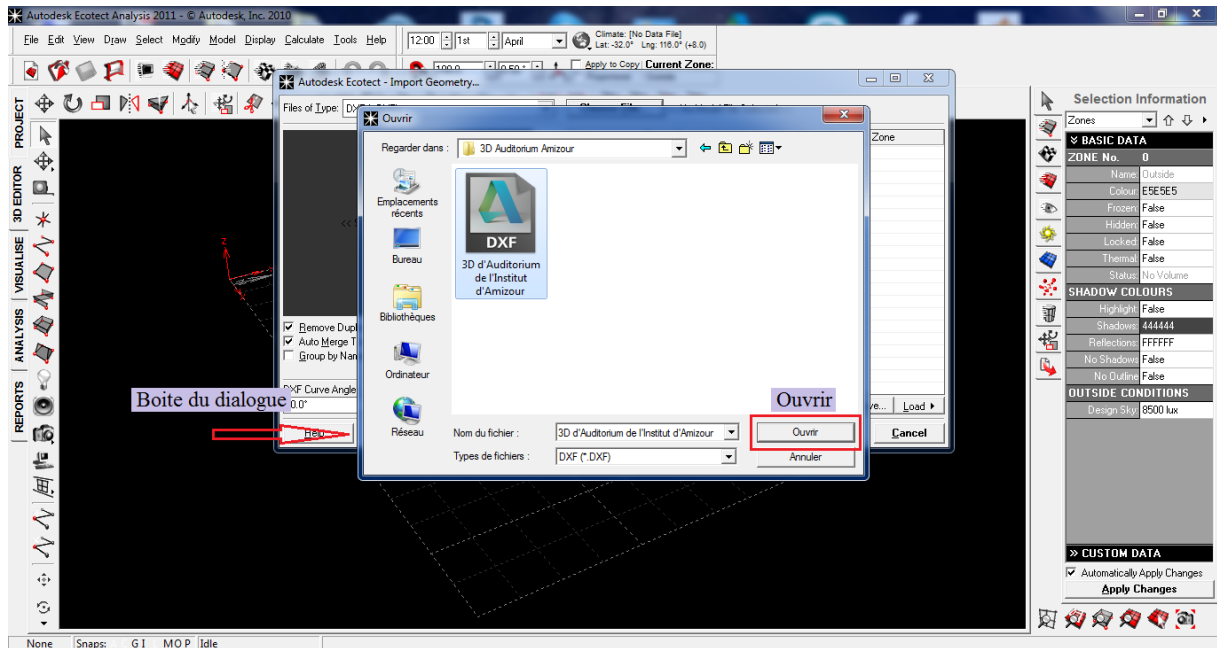 Autodesk Ecotect Analysis 2011 - © Autodesk, Inc. 2010
File Edit View Draw Select Modify Model Display Calculate Tools Help
12:00 1st April
Climate: [No Data File]
Lat: -32.0° Lng: 116.0° (+8.0)
Apply to Copy Current Zone:
Autodesk Ecotect - Import Geometry...
Files of Type:
Zone
Ouvrir
Regarder dans : 3D Auditorium Amizour
Emplacements
récents
Bureau
Bibliothèques
Ordinateur
Réseau
DXF
3D d'Auditorium
de l'Institut
d'Amizour
Nom du fichier : 3D d'Auditorium de l'Institut d'Amizour
Types de fichiers : DXF (*.DXF)
Ouvrir
Annuler
Remove Dupl
Auto Merge T
Group by Nam
DXF Curve Angle
Help
Load
Cancel
Boite du dialogue
Ouvrir
PROJECT
3D EDITOR
VISUALISE
ANALYSIS
REPORTS
Selection Information
Zones
BASIC DATA
ZONE No. 0
Name: Outside
Colour: E5E5E5
Frozen: False
Hidden: False
Locked: False
Thermal: False
Status: No Volume
SHADOW COLOURS
Highlight: False
Shadows: 444444
Reflections: FFFFFF
No Shadows: False
No Outline: False
OUTSIDE CONDITIONS
Design Sky: 8500 lux
» CUSTOM DATA
Automatically Apply Changes
Apply Changes
Z
None Snaps: G I M O P Idle